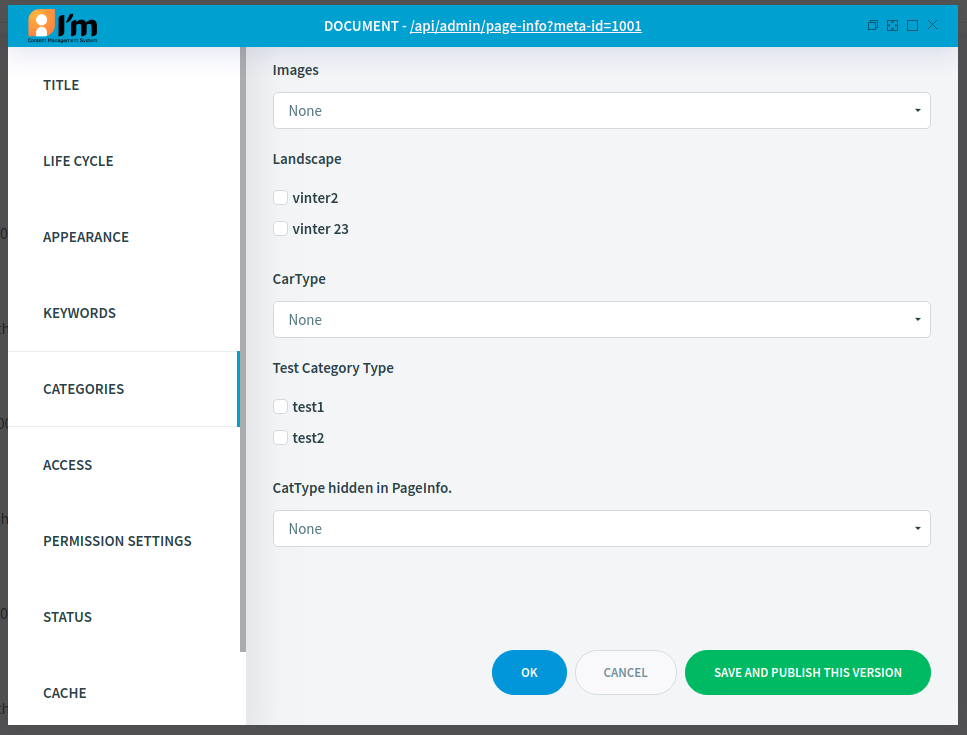 I'm
Content Management System
DOCUMENT - /api/admin/page-info?meta-id=1001
TITLE
LIFE CYCLE
APPEARANCE
KEYWORDS
CATEGORIES
ACCESS
PERMISSION SETTINGS
STATUS
CACHE
Images
None
Landscape
vinter2
vinter 23
CarType
None
Test Category Type
test1
test2
CatType hidden in PageInfo.
None
OK
CANCEL
SAVE AND PUBLISH THIS VERSION